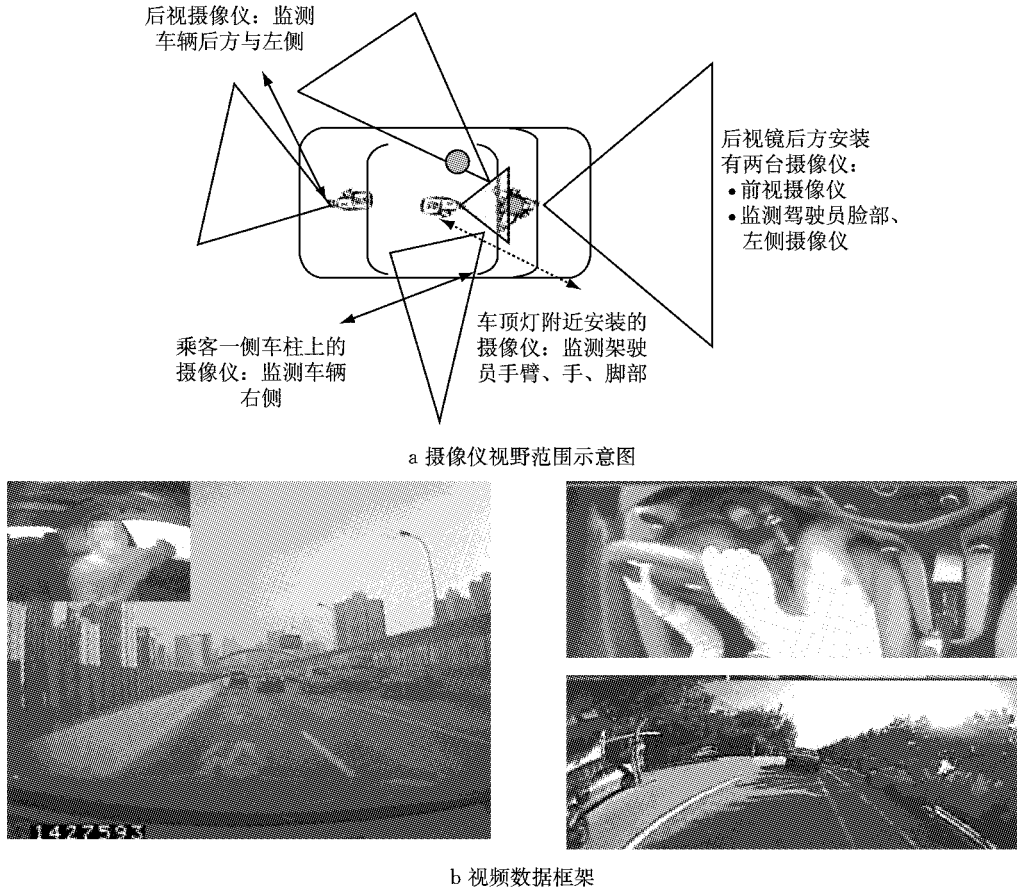 后视摄像仪：监测
车辆后方与左侧
后视镜后方安装
有两台摄像仪：
•前视摄像仪
•监测驾驶员脸部、
左侧摄像仪
乘客一侧车柱上的
摄像仪：监测车辆
右侧
车顶灯附近安装的
摄像仪：监测架驶
员手臂、手、脚部
a 摄像仪视野范围示意图
1427593
b 视频数据框架